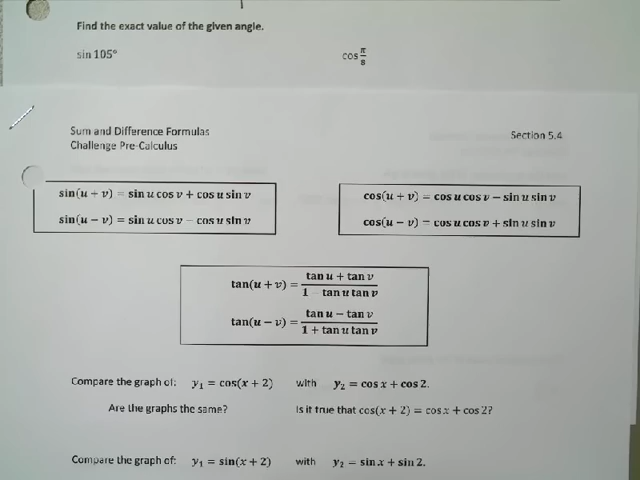 Find the exact value of the given angle.
sin 105° cos π/8
Sum and Difference Formulas Section 5.4
Challenge Pre-Calculus
sin(u + v) = sin u cos v + cos u sin v
sin(u − v) = sin u cos v − cos u sin v
cos(u + v) = cos u cos v − sin u sin v
cos(u − v) = cos u cos v + sin u sin v
tan(u + v) = (tan u + tan v)/(1 − tan u tan v)
tan(u − v) = (tan u − tan v)/(1 + tan u tan v)
Compare the graph of: y₁ = cos(x + 2) with y₂ = cos x + cos 2.
Are the graphs the same? Is it true that cos(x + 2) = cos x + cos 2?
Compare the graph of: y₁ = sin(x + 2) with y₂ = sin x + sin 2.